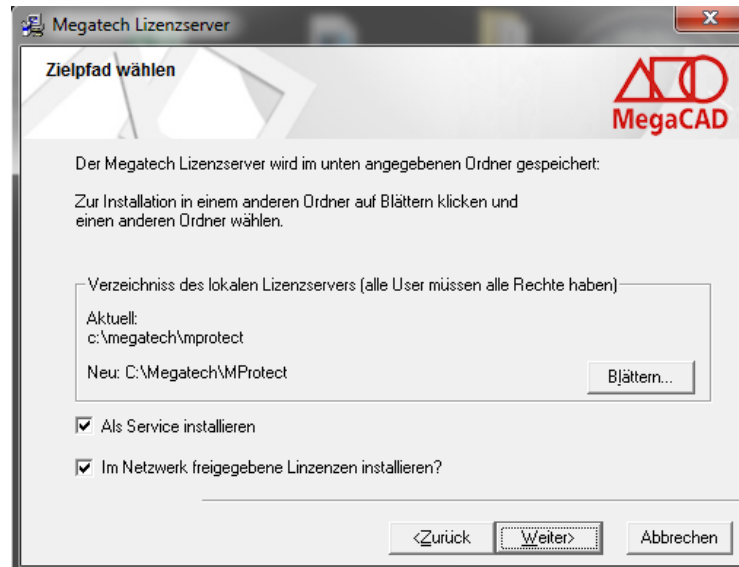 Megatech Lizenzserver
Zielpfad wählen
MegaCAD
Der Megatech Lizenzserver wird im unten angegebenen Ordner gespeichert:
Zur Installation in einem anderen Ordner auf Blättern klicken und
einen anderen Ordner wählen.
Verzeichniss des lokalen Lizenzservers (alle User müssen alle Rechte haben)
Aktuell:
c:\megatech\mprotect
Neu: C:\Megatech\MProtect
Blättern...
Als Service installieren
Im Netzwerk freigegebene Linzenzen installieren?
<Zurück
Weiter>
Abbrechen